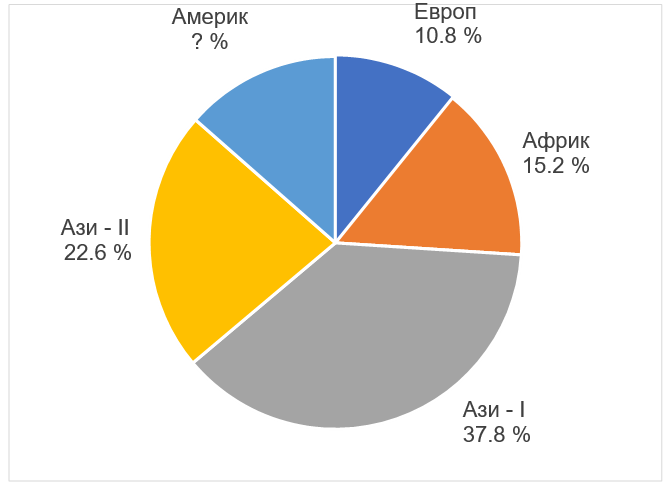 Америк
? %
Европ
10.8 %
Африк
15.2 %
Ази - II
22.6 %
Ази - I
37.8 %